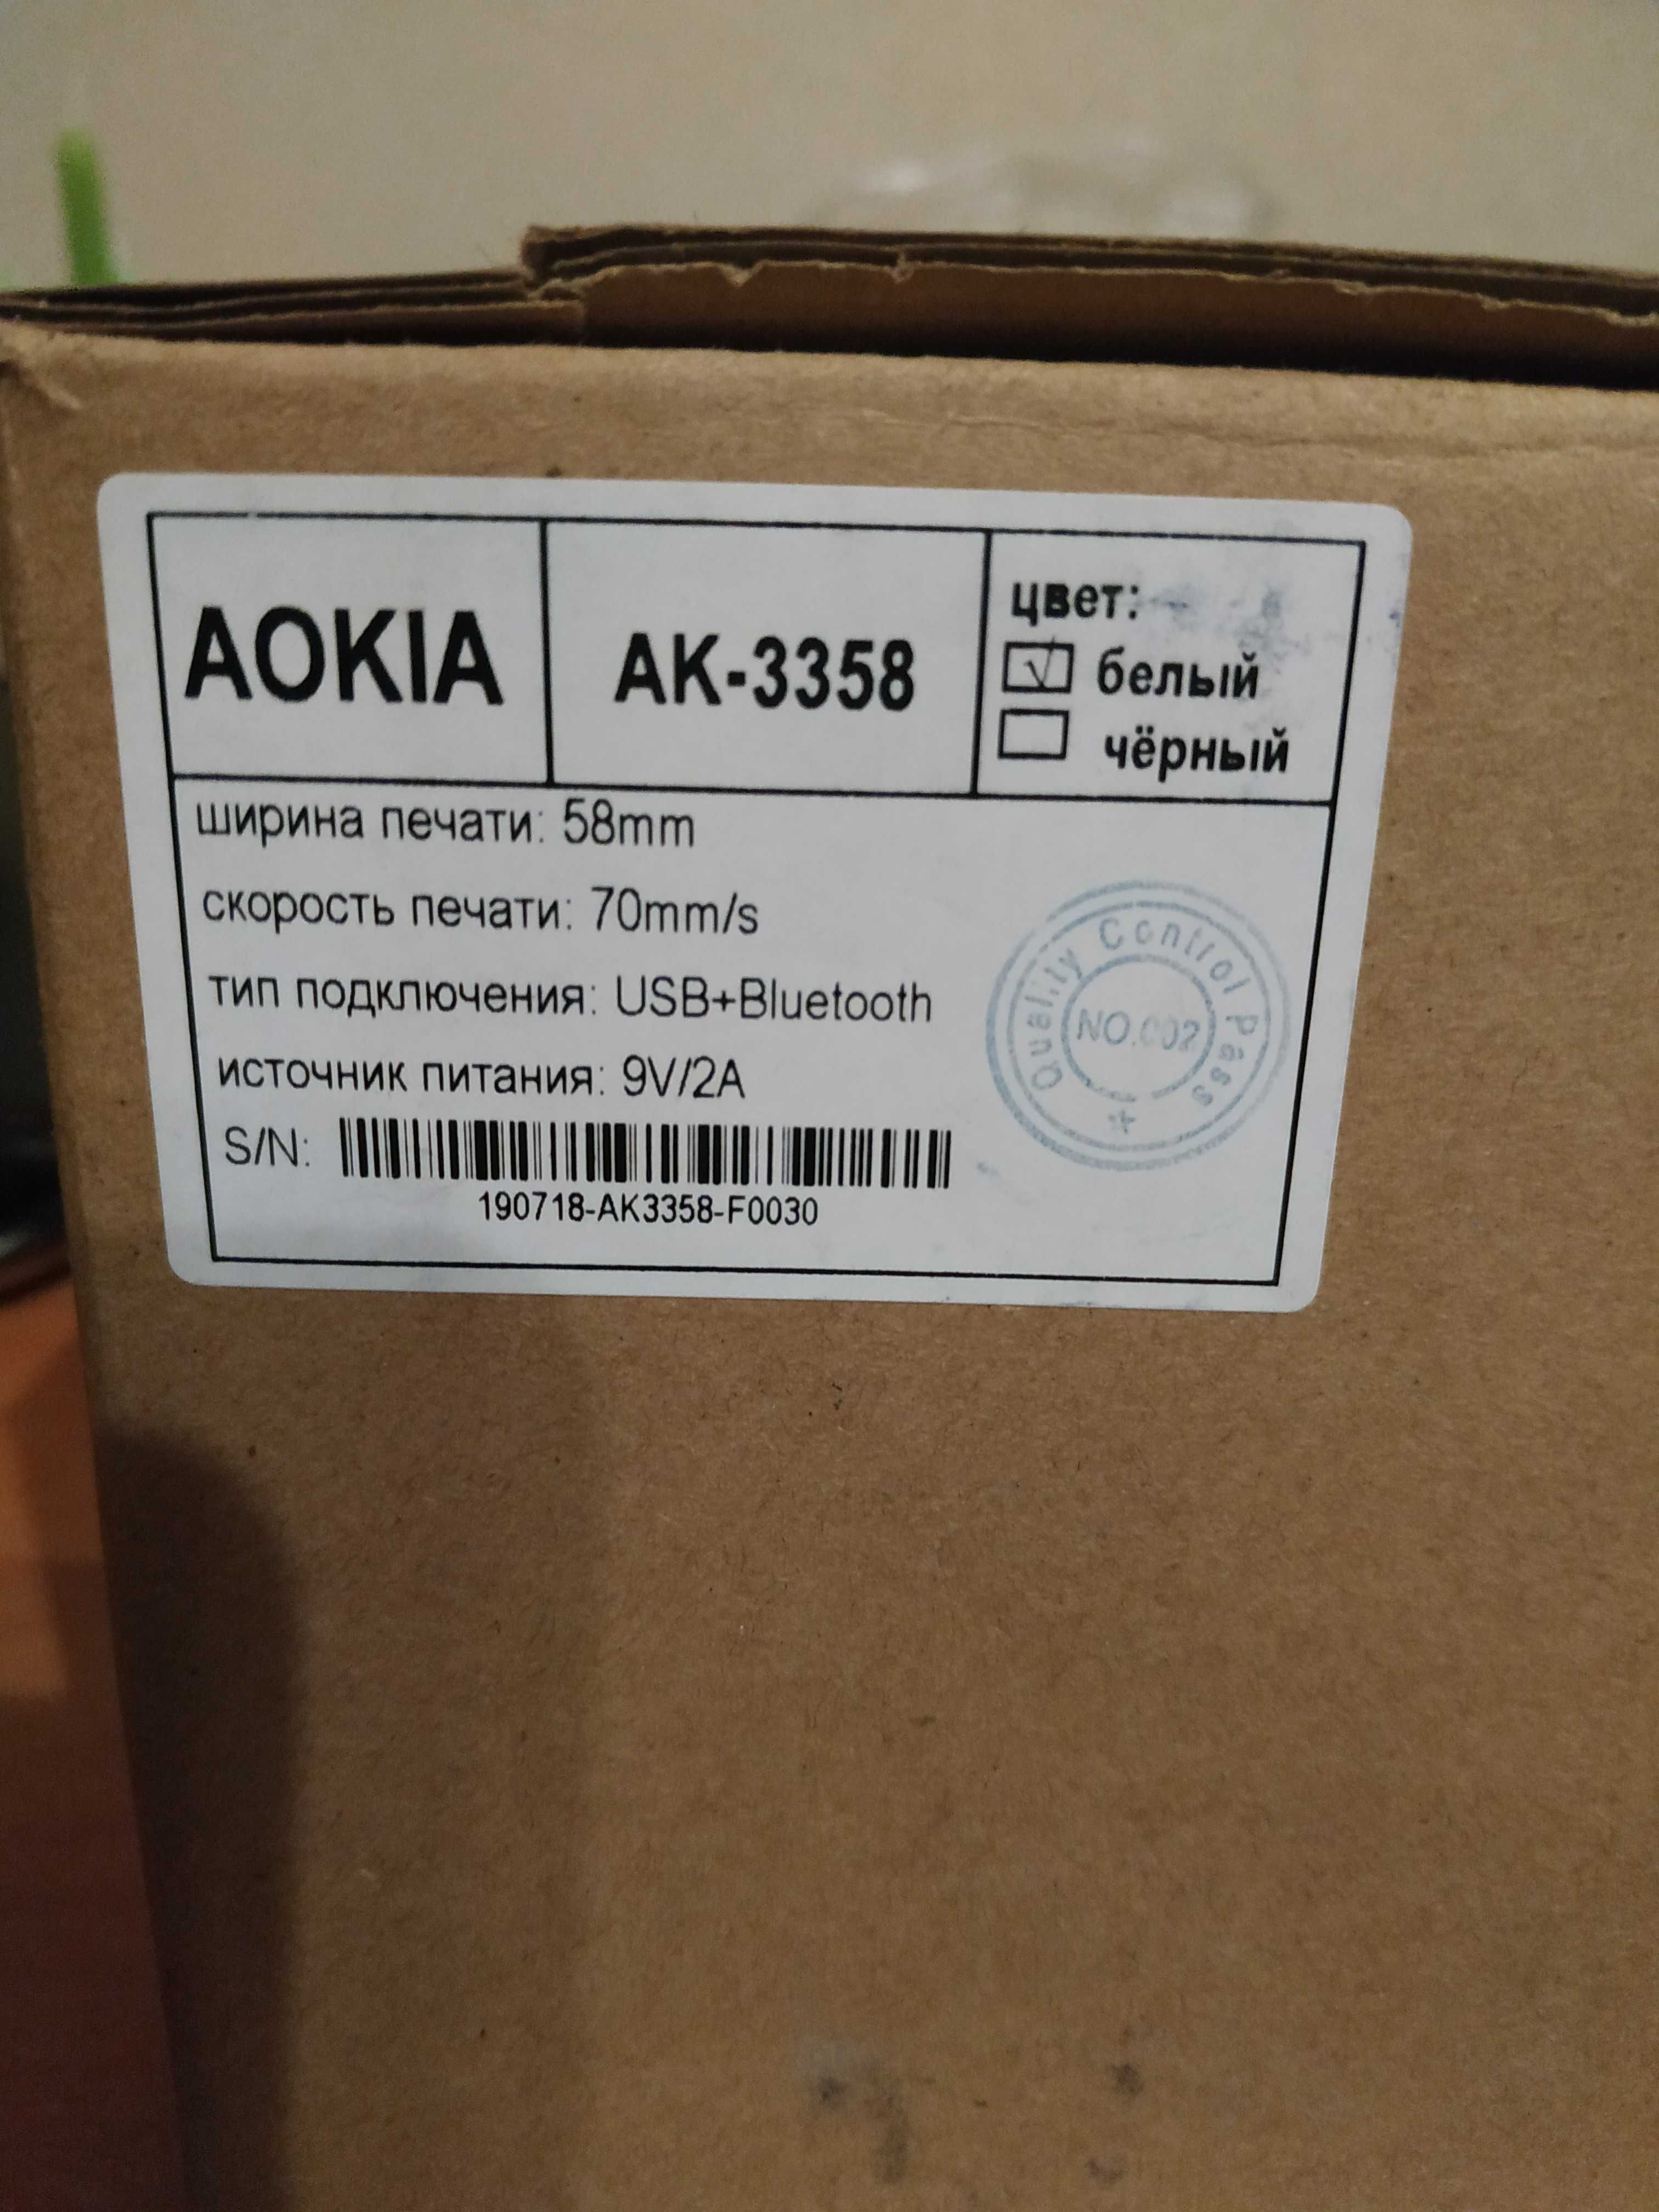 AOKIA
AK-3358
цвет:
белый
чёрный
ширина печати: 58mm
скорость печати: 70mm/s
тип подключения: USB+Bluetooth
источник питания: 9V/2A
S/N:
190718-AK3358-F0030
Quality Control Pass
NO.002